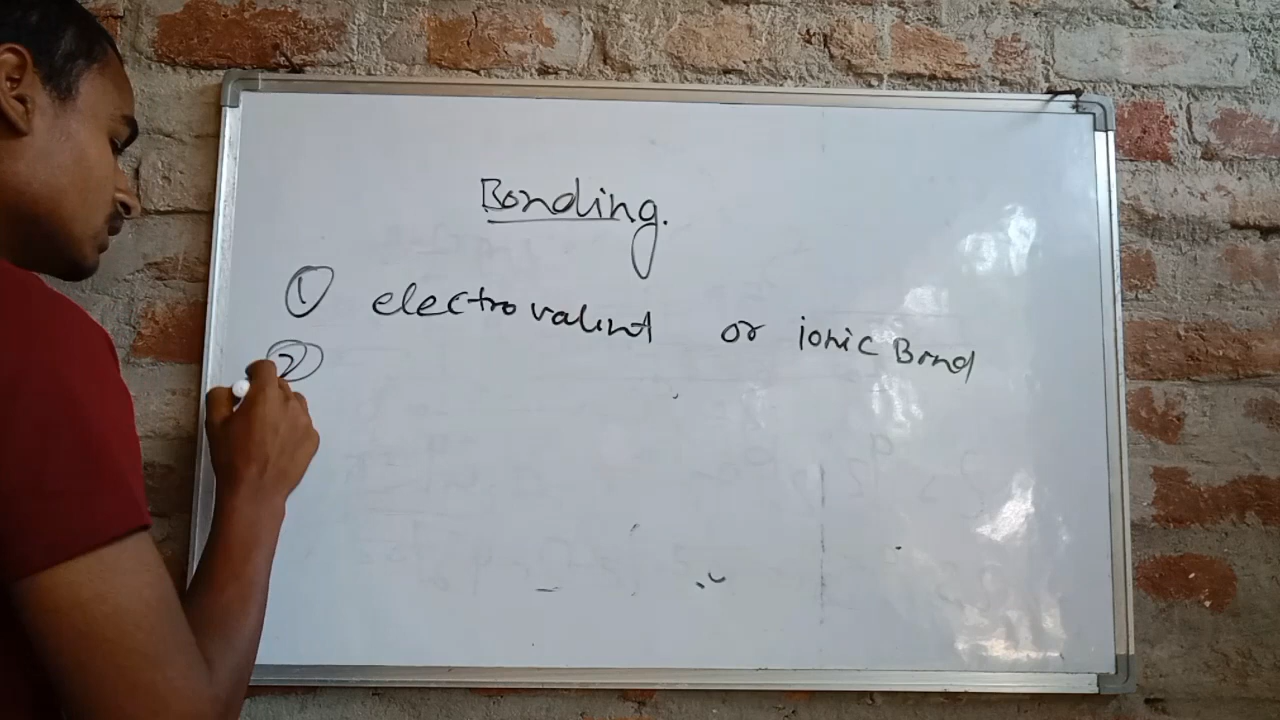 Bonding.
① electrovalent or ionic Bond
②